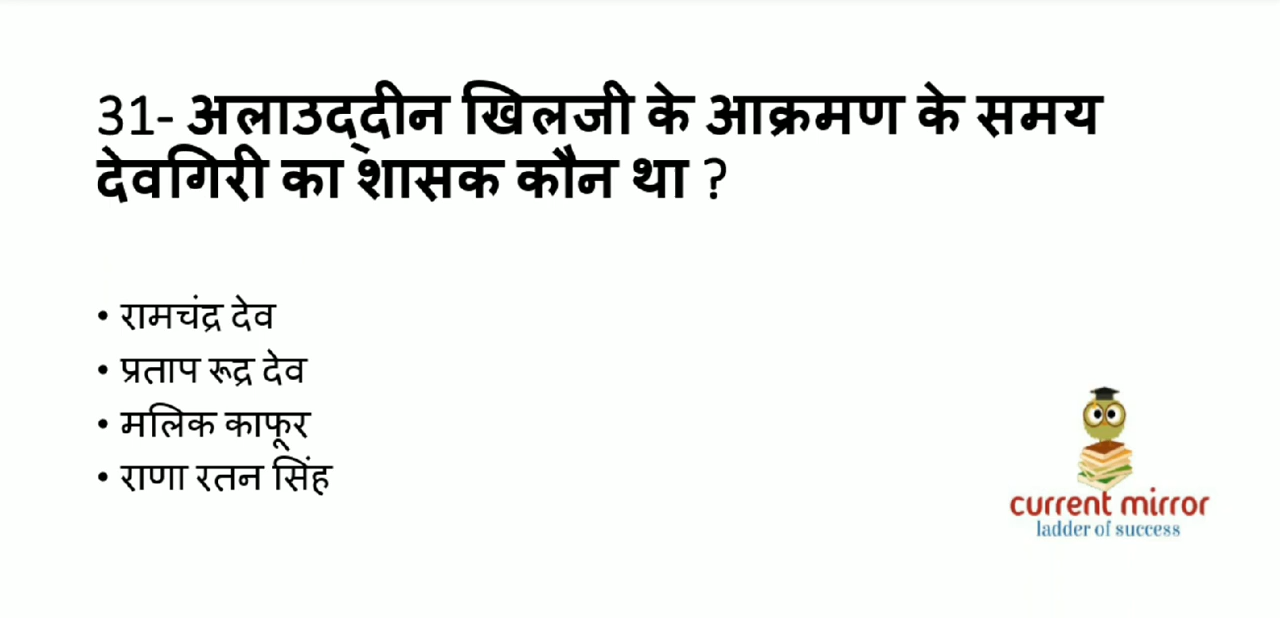 31- अलाउद्दीन खिलजी के आक्रमण के समय
देवगिरी का शासक कौन था ?
• रामचंद्र देव
• प्रताप रूद्र देव
• मलिक काफूर
• राणा रतन सिंह
current mirror
ladder of success